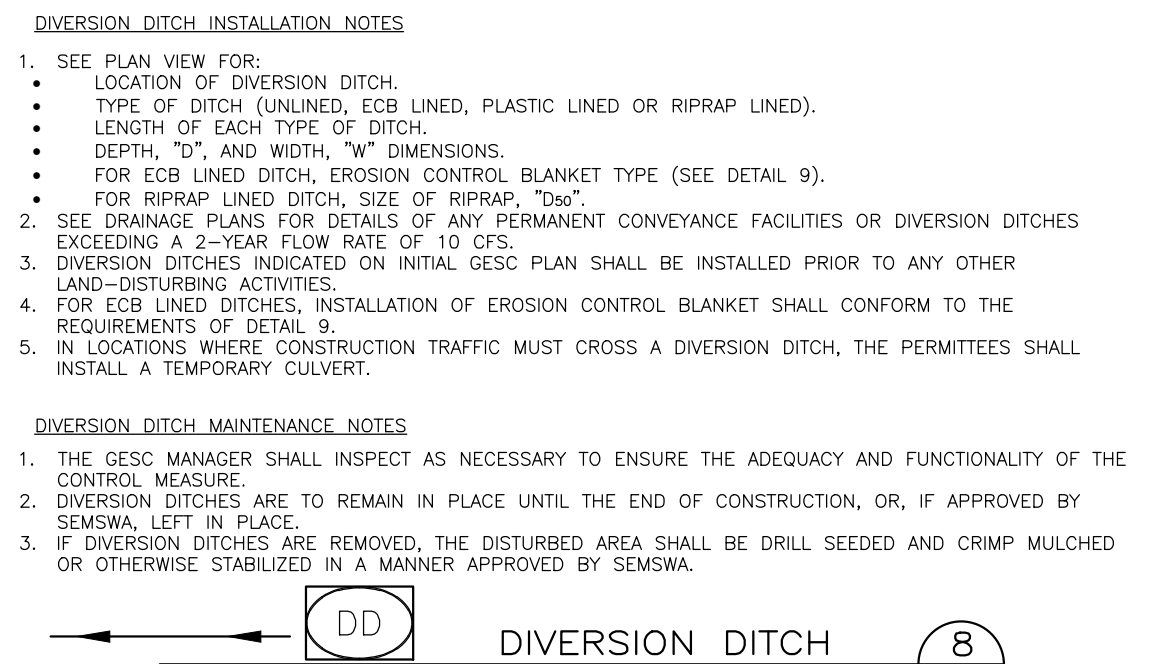 DIVERSION DITCH INSTALLATION NOTES
1. SEE PLAN VIEW FOR:
• LOCATION OF DIVERSION DITCH.
• TYPE OF DITCH (UNLINED, ECB LINED, PLASTIC LINED OR RIPRAP LINED).
• LENGTH OF EACH TYPE OF DITCH.
• DEPTH, "D", AND WIDTH, "W" DIMENSIONS.
• FOR ECB LINED DITCH, EROSION CONTROL BLANKET TYPE (SEE DETAIL 9).
• FOR RIPRAP LINED DITCH, SIZE OF RIPRAP, "D50".
2. SEE DRAINAGE PLANS FOR DETAILS OF ANY PERMANENT CONVEYANCE FACILITIES OR DIVERSION DITCHES
EXCEEDING A 2-YEAR FLOW RATE OF 10 CFS.
3. DIVERSION DITCHES INDICATED ON INITIAL GESC PLAN SHALL BE INSTALLED PRIOR TO ANY OTHER
LAND-DISTURBING ACTIVITIES.
4. FOR ECB LINED DITCHES, INSTALLATION OF EROSION CONTROL BLANKET SHALL CONFORM TO THE
REQUIREMENTS OF DETAIL 9.
5. IN LOCATIONS WHERE CONSTRUCTION TRAFFIC MUST CROSS A DIVERSION DITCH, THE PERMITTEES SHALL
INSTALL A TEMPORARY CULVERT.
DIVERSION DITCH MAINTENANCE NOTES
1. THE GESC MANAGER SHALL INSPECT AS NECESSARY TO ENSURE THE ADEQUACY AND FUNCTIONALITY OF THE
CONTROL MEASURE.
2. DIVERSION DITCHES ARE TO REMAIN IN PLACE UNTIL THE END OF CONSTRUCTION, OR, IF APPROVED BY
SEMSWA, LEFT IN PLACE.
3. IF DIVERSION DITCHES ARE REMOVED, THE DISTURBED AREA SHALL BE DRILL SEEDED AND CRIMP MULCHED
OR OTHERWISE STABILIZED IN A MANNER APPROVED BY SEMSWA.
DD
DIVERSION DITCH 8